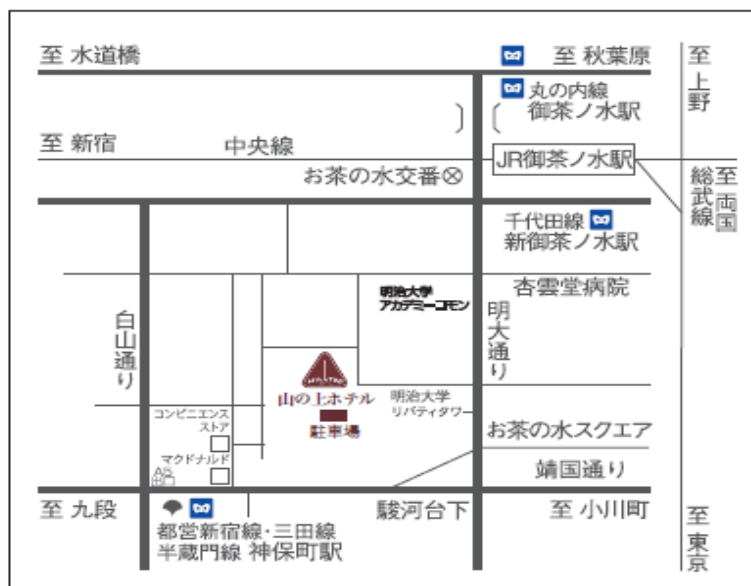 至 水道橋
至 秋葉原
至 上野
丸の内線
御茶ノ水駅
至 新宿
中央線
JR御茶ノ水駅
お茶の水交番
総武線
至 両国
千代田線
新御茶ノ水駅
明治大学
アカデミーコモン
杏雲堂病院
白山通り
明大通り
山の上ホテル
駐車場
明治大学
リバティタワー
コンビニエンス
ストア
マクドナルド
お茶の水スクエア
靖国通り
至 九段
駿河台下
至 小川町
至 東京
都営新宿線・三田線
半蔵門線 神保町駅